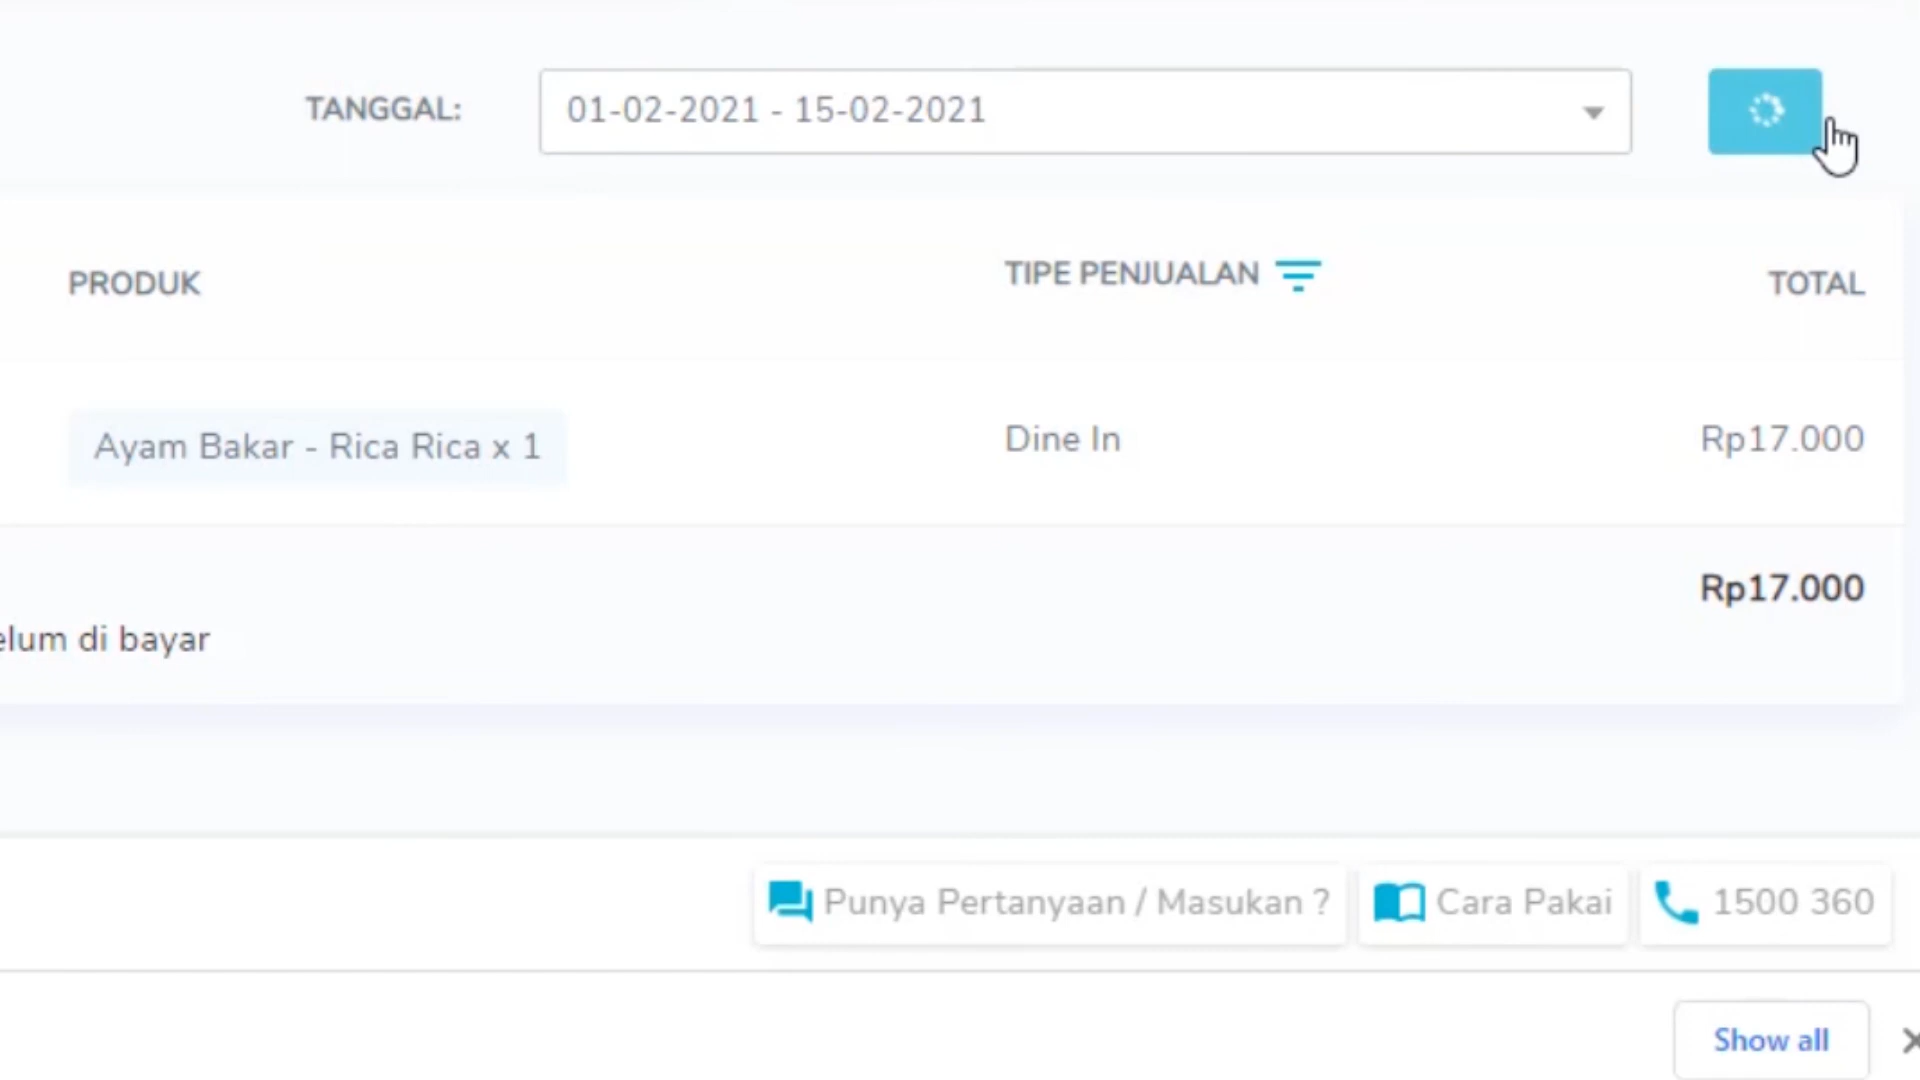 TANGGAL: 01-02-2021 - 15-02-2021
PRODUK TIPE PENJUALAN TOTAL
Ayam Bakar - Rica Rica x 1 Dine In Rp17.000
Rp17.000
elum di bayar
Punya Pertanyaan / Masukan ? Cara Pakai 1500 360
Show all